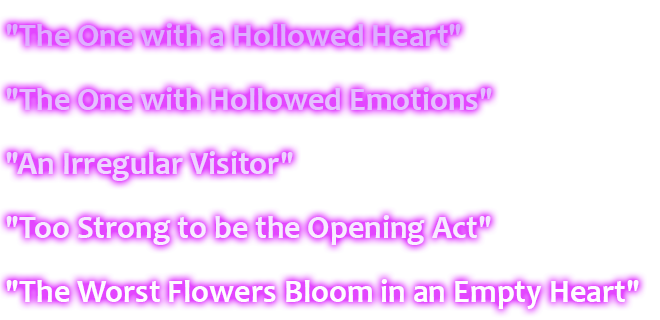 "The One with a Hollowed Heart"
"The One with Hollowed Emotions"
"An Irregular Visitor"
"Too Strong to be the Opening Act"
"The Worst Flowers Bloom in an Empty Heart"